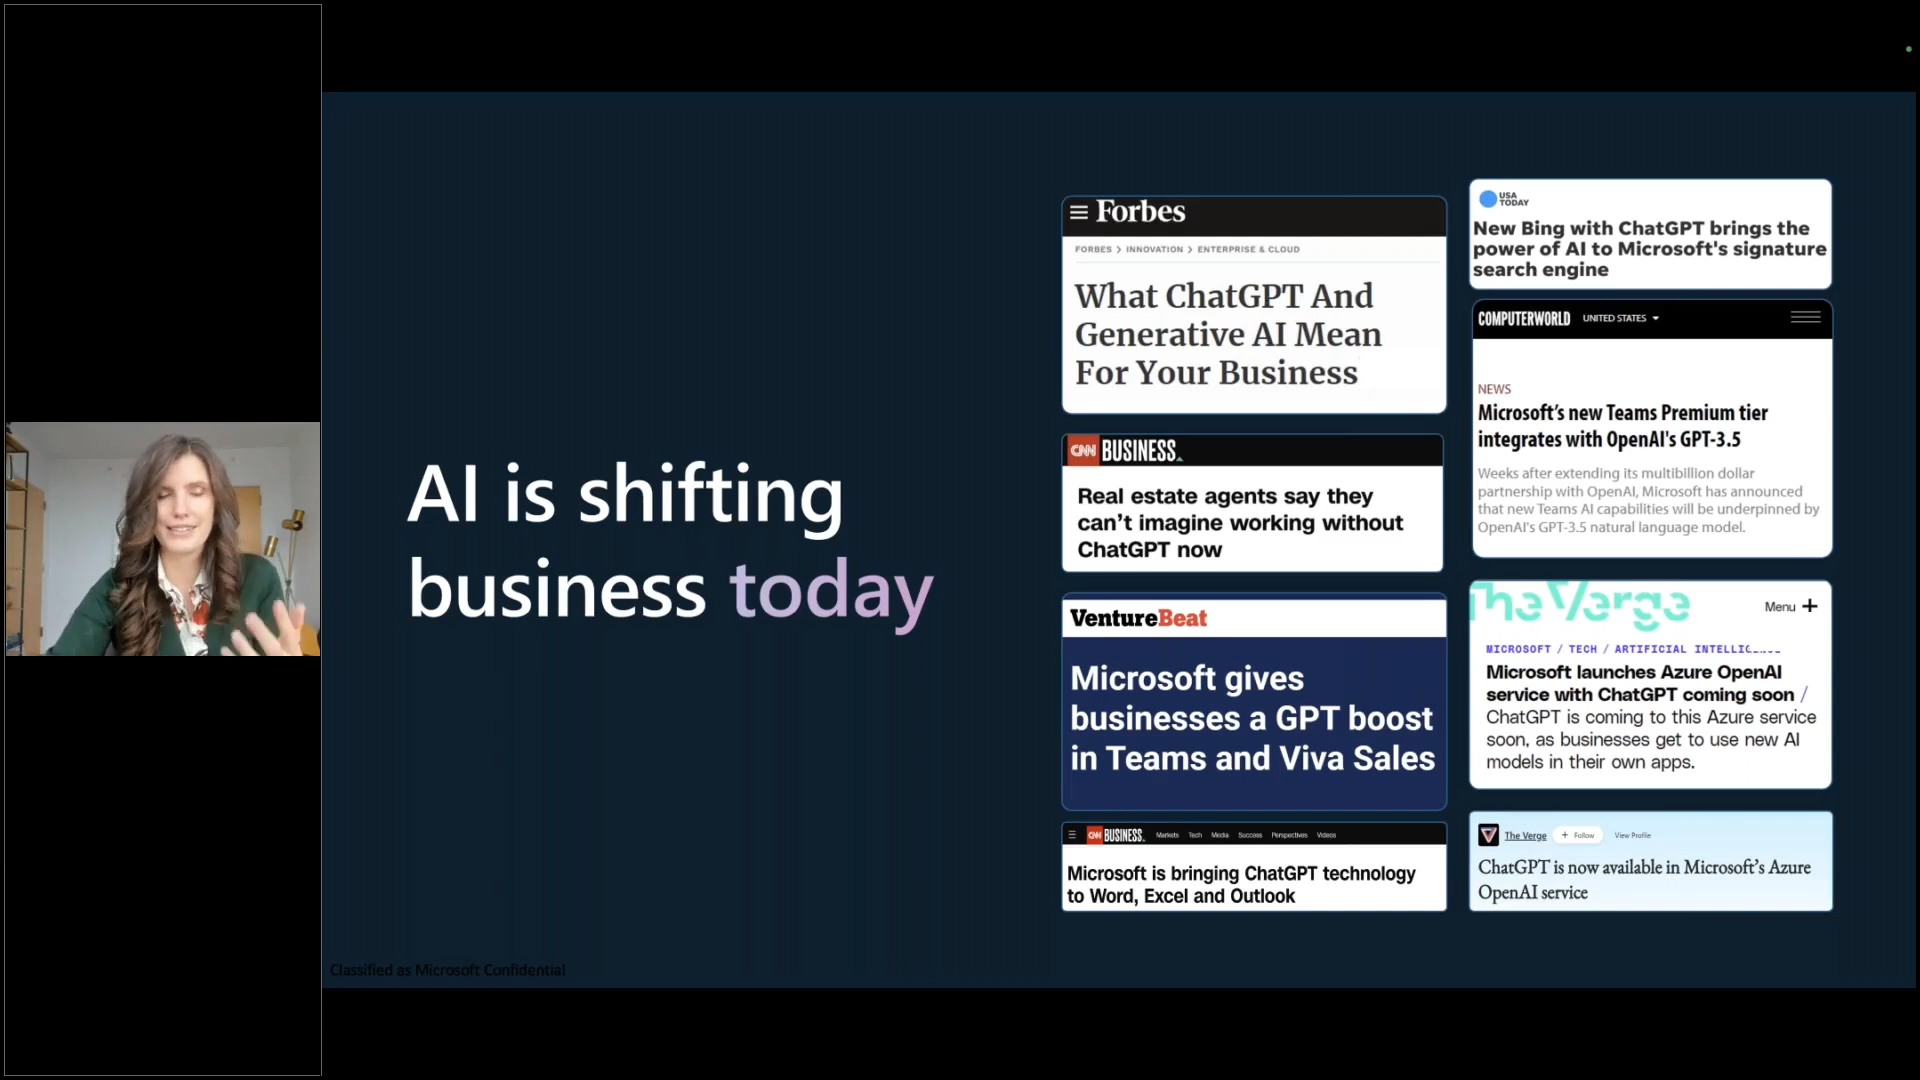 AI is shifting
business today
Forbes
FORBES > INNOVATION > ENTERPRISE & CLOUD
What ChatGPT And
Generative AI Mean
For Your Business
CNN BUSINESS
Real estate agents say they
can't imagine working without
ChatGPT now
VentureBeat
Microsoft gives
businesses a GPT boost
in Teams and Viva Sales
CNN BUSINESS Markets Tech Media Success Perspectives Videos
Microsoft is bringing ChatGPT technology
to Word, Excel and Outlook
USA
TODAY
New Bing with ChatGPT brings the
power of AI to Microsoft's signature
search engine
COMPUTERWORLD UNITED STATES
NEWS
Microsoft's new Teams Premium tier
integrates with OpenAI's GPT-3.5
Weeks after extending its multibillion dollar
partnership with OpenAI, Microsoft has announced
that new Teams AI capabilities will be underpinned by
OpenAI's GPT-3.5 natural language model.
The Verge Menu +
MICROSOFT / TECH / ARTIFICIAL
Microsoft launches Azure OpenAI
service with ChatGPT coming soon /
ChatGPT is coming to this Azure service
soon, as businesses get to use new AI
models in their own apps.
The Verge + Follow View Profile
ChatGPT is now available in Microsoft's Azure
OpenAI service
Classified as Microsoft Confidential